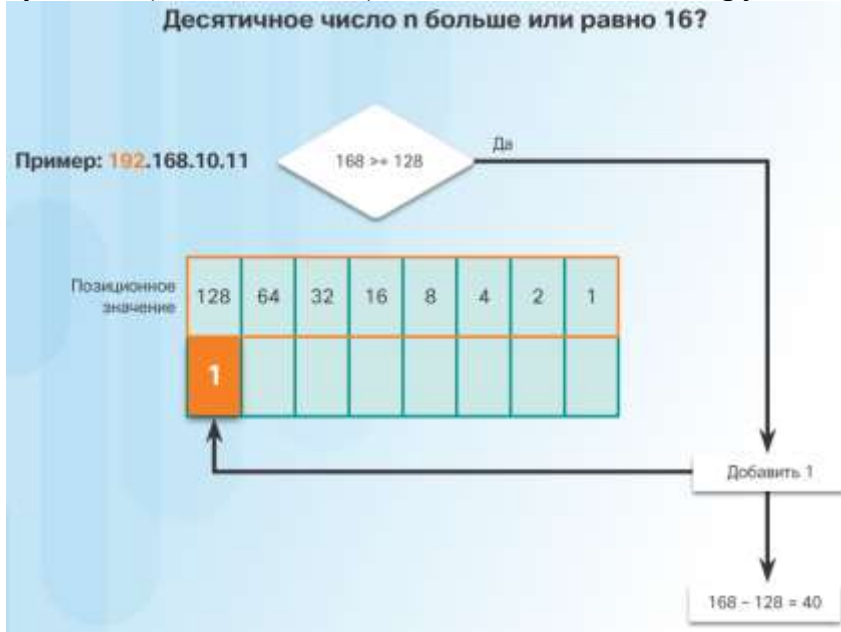 Десятичное число n больше или равно 16?
Да
Пример: 192.168.10.11
168 >= 128
Позиционное
значение
128 64 32 16 8 4 2 1
1
Добавить 1
168 – 128 = 40